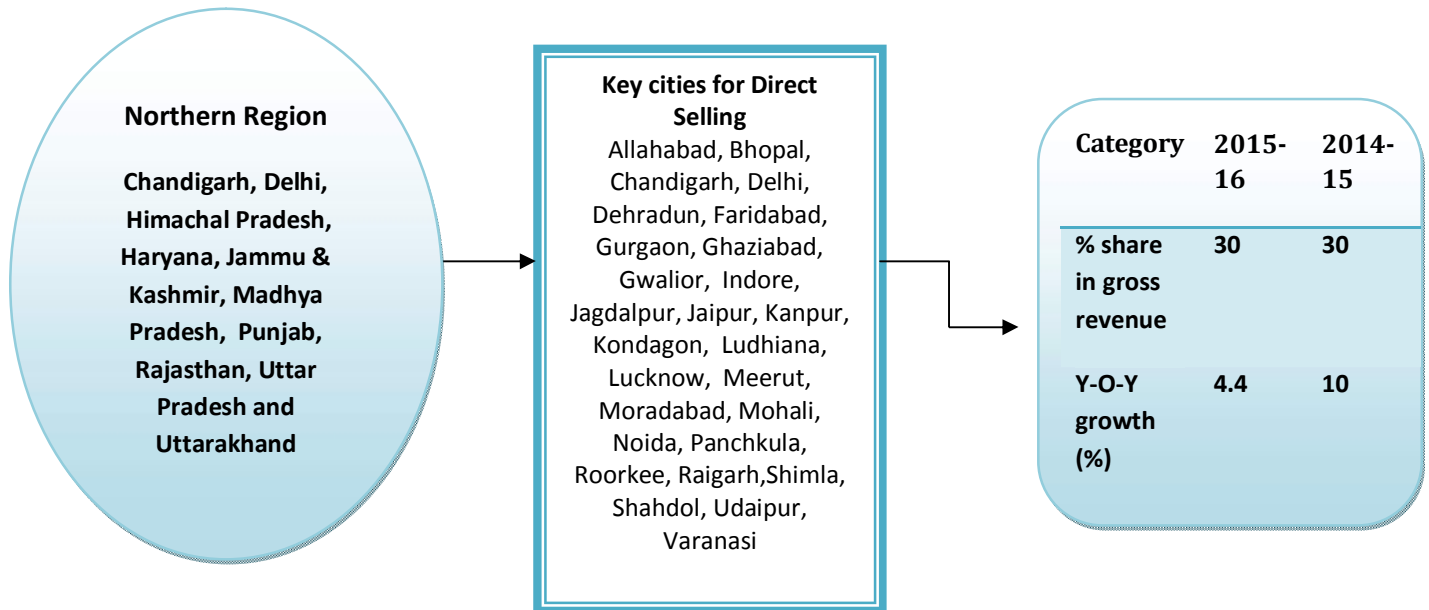 Northern Region
Chandigarh, Delhi,
Himachal Pradesh,
Haryana, Jammu &
Kashmir, Madhya
Pradesh, Punjab,
Rajasthan, Uttar
Pradesh and
Uttarakhand
Key cities for Direct
Selling
Allahabad, Bhopal,
Chandigarh, Delhi,
Dehradun, Faridabad,
Gurgaon, Ghaziabad,
Gwalior, Indore,
Jagdalpur, Jaipur, Kanpur,
Kondagon, Ludhiana,
Lucknow, Meerut,
Moradabad, Mohali,
Noida, Panchkula,
Roorkee, Raigarh,Shimla,
Shahdol, Udaipur,
Varanasi
Category 2015- 2014-
16 15
% share 30 30
in gross
revenue
Y-O-Y 4.4 10
growth
(%)